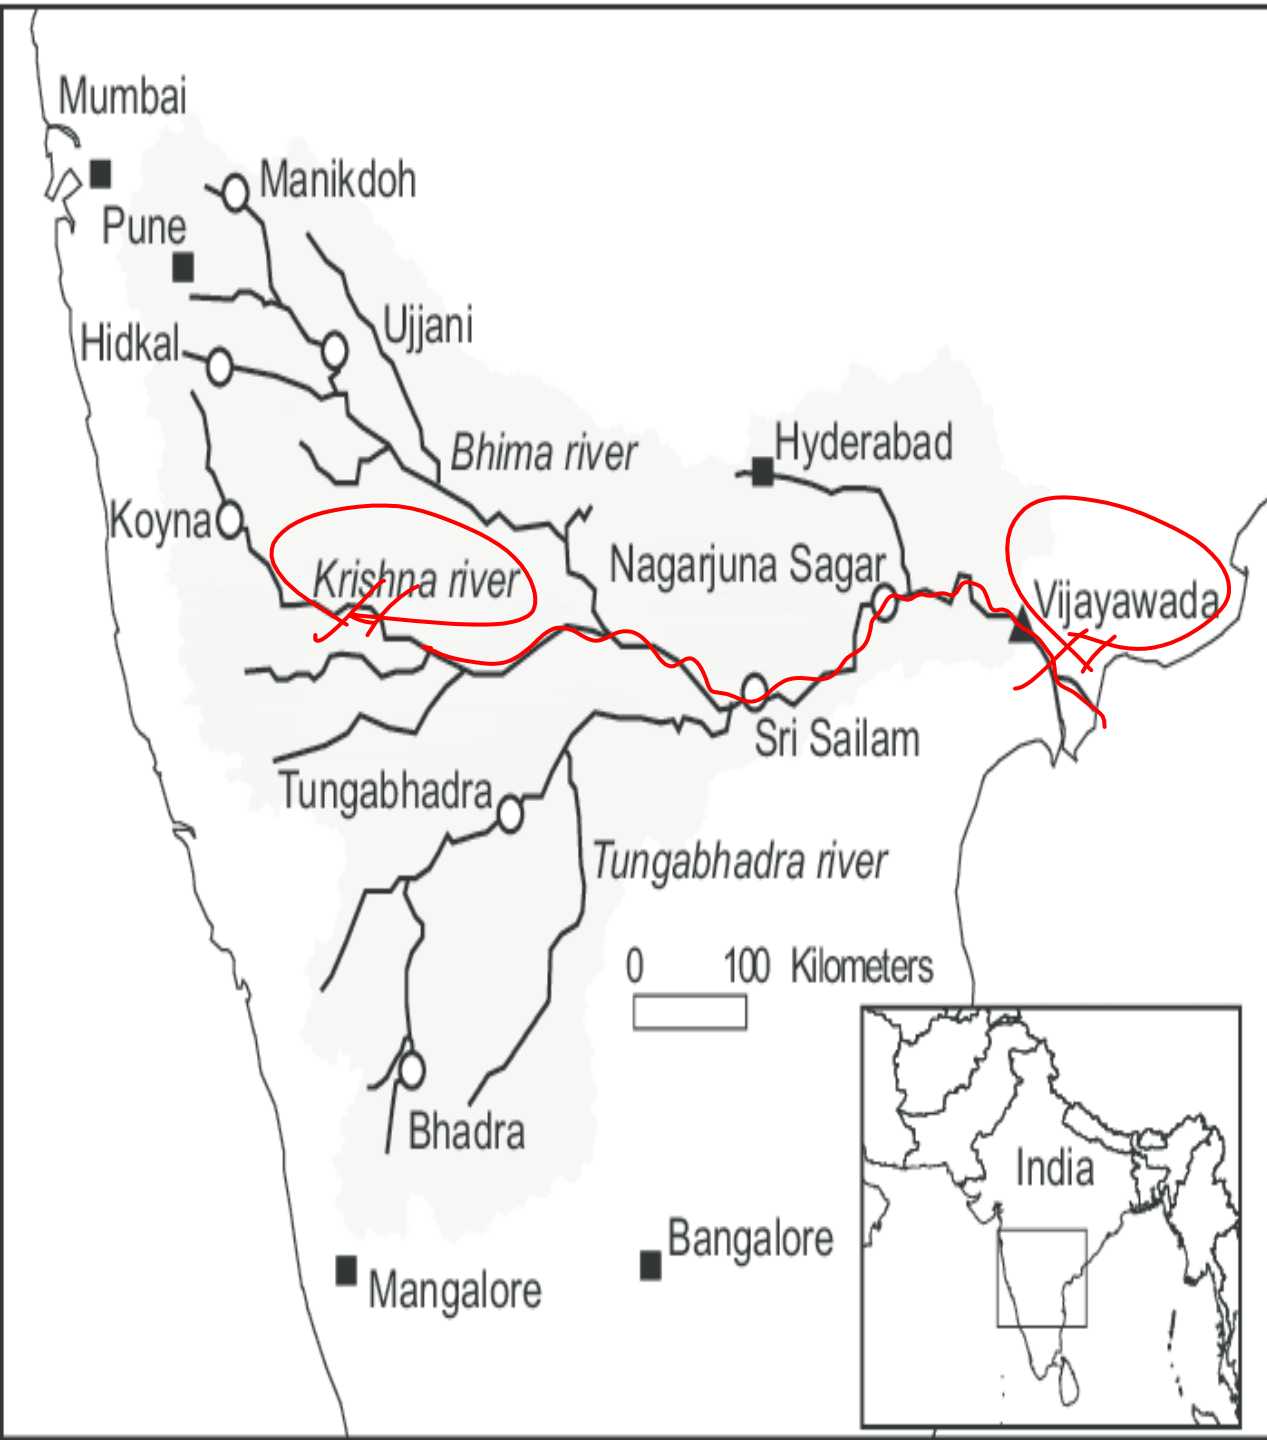 Mumbai
Manikdoh
Pune
Ujjani
Hidkal
Bhima river
Hyderabad
Koyna
Krishna river
Nagarjuna Sagar
Vijayawada
Sri Sailam
Tungabhadra
Tungabhadra river
0 100 Kilometers
India
Bhadra
Bangalore
Mangalore